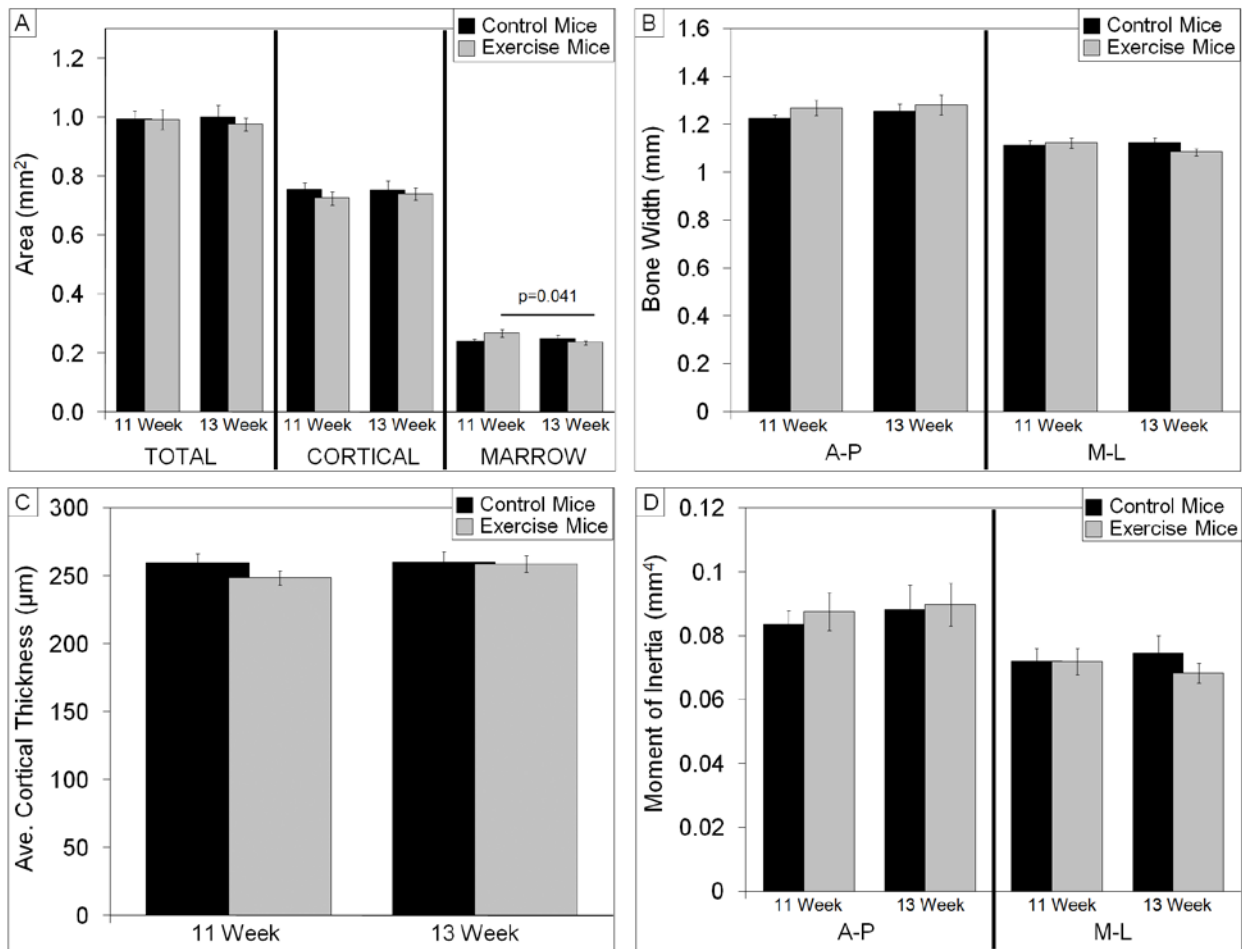 A
Control Mice
Exercise Mice
Area (mm²)
1.2
1.0
0.8
0.6
0.4
0.2
0.0
p=0.041
11 Week 13 Week 11 Week 13 Week 11 Week 13 Week
TOTAL CORTICAL MARROW
B
Control Mice
Exercise Mice
Bone Width (mm)
1.6
1.4
1.2
1
0.8
0.6
0.4
0.2
0
11 Week 13 Week 11 Week 13 Week
A-P M-L
C
Control Mice
Exercise Mice
Ave. Cortical Thickness (µm)
300
250
200
150
100
50
0
11 Week 13 Week
D
Control Mice
Exercise Mice
Moment of Inertia (mm⁴)
0.12
0.1
0.08
0.06
0.04
0.02
0
11 Week 13 Week 11 Week 13 Week
A-P M-L